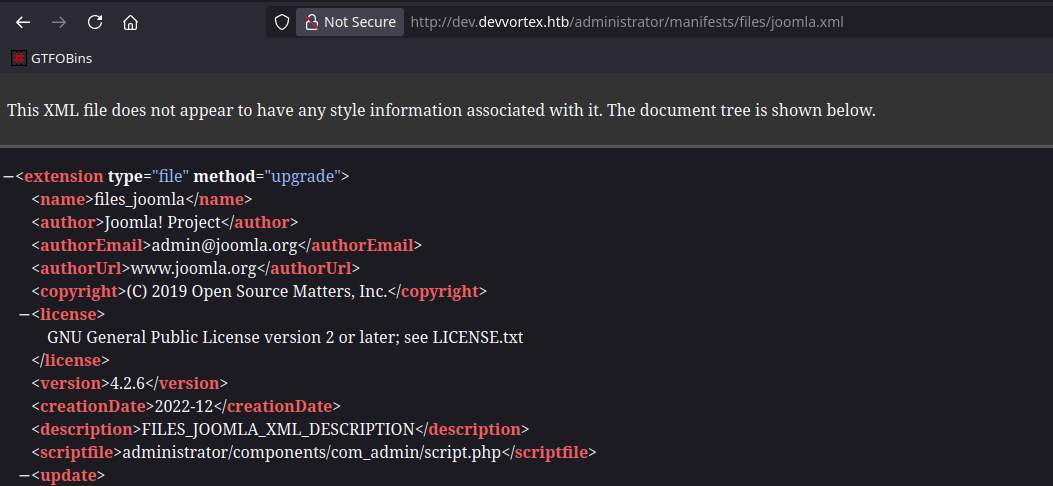 Not Secure http://dev.devvortex.htb/administrator/manifests/files/joomla.xml
GTFOBins
This XML file does not appear to have any style information associated with it. The document tree is shown below.
−<extension type="file" method="upgrade">
<name>files_joomla</name>
<author>Joomla! Project</author>
<authorEmail>admin@joomla.org</authorEmail>
<authorUrl>www.joomla.org</authorUrl>
<copyright>(C) 2019 Open Source Matters, Inc.</copyright>
−<license>
GNU General Public License version 2 or later; see LICENSE.txt
</license>
<version>4.2.6</version>
<creationDate>2022-12</creationDate>
<description>FILES_JOOMLA_XML_DESCRIPTION</description>
<scriptfile>administrator/components/com_admin/script.php</scriptfile>
−<update>